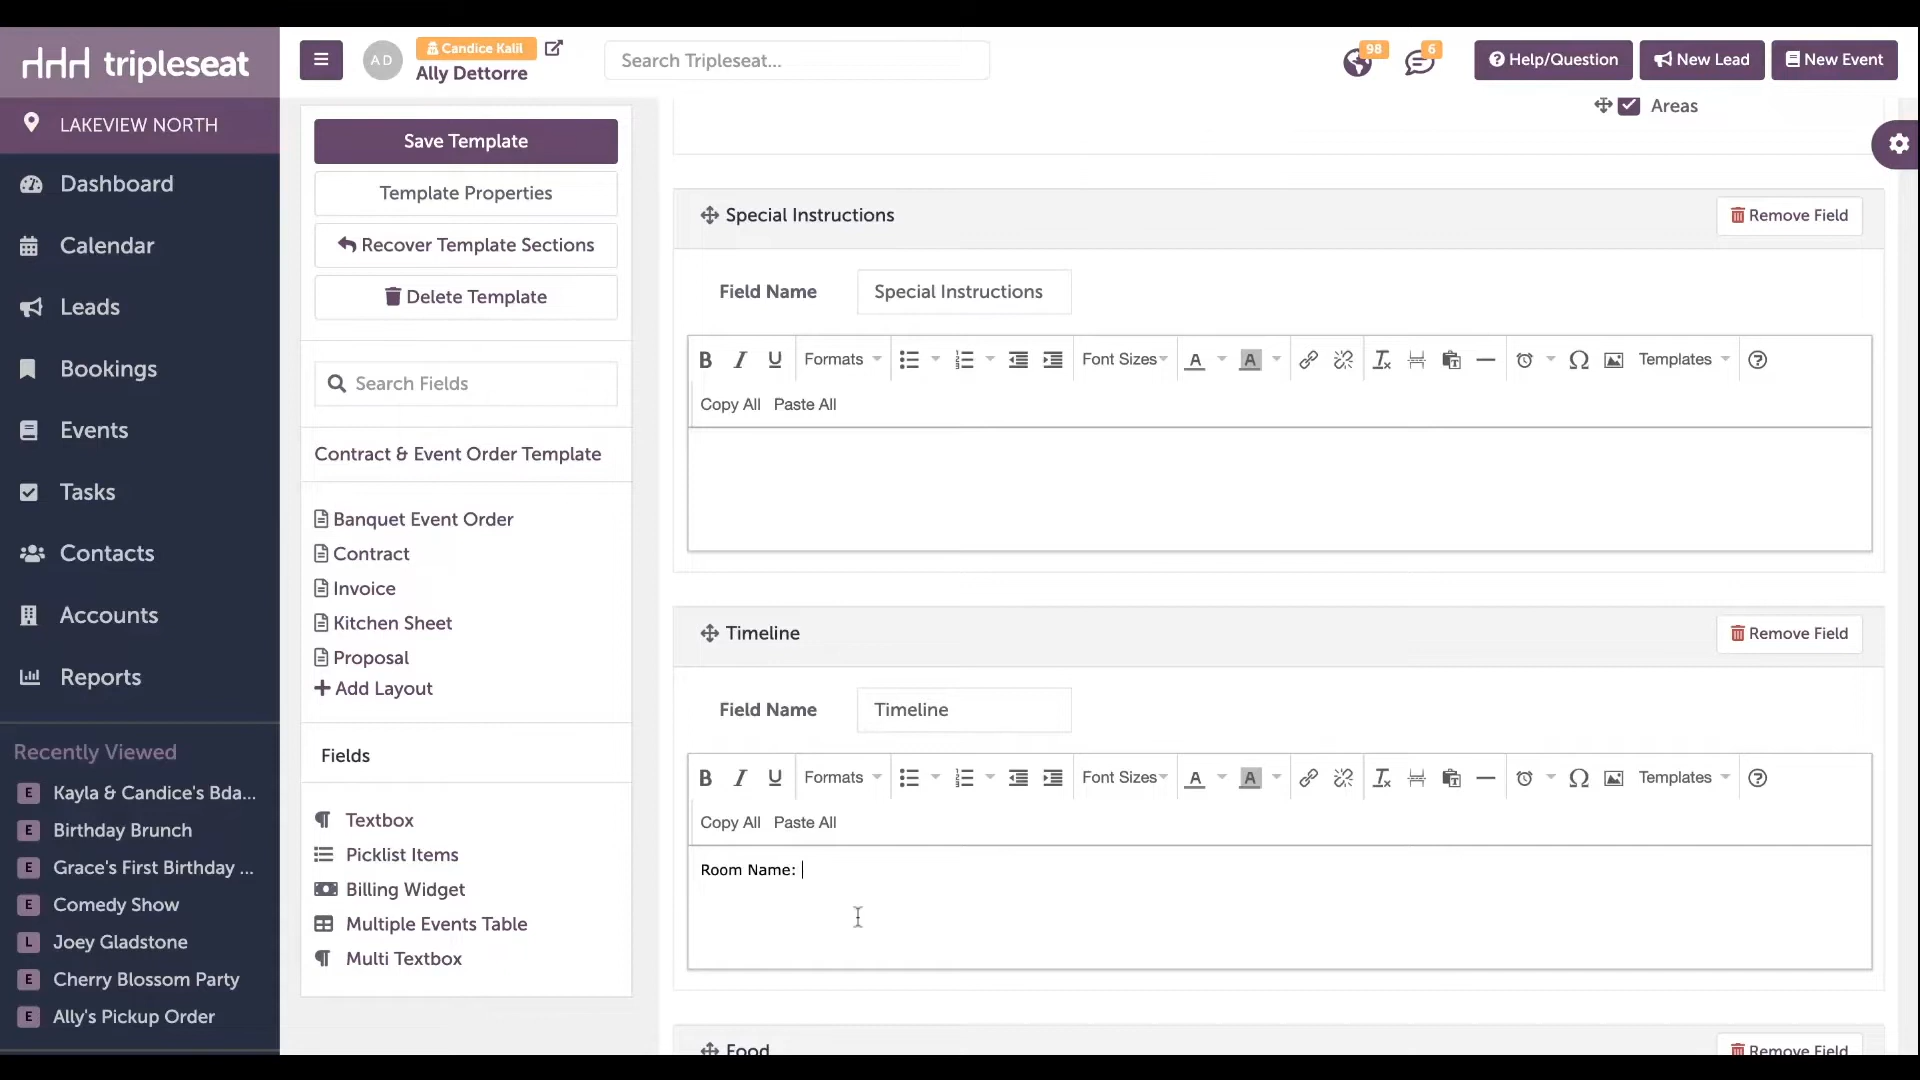 tripleseat
AD
Candice Kalil
Ally Dettorre
Search Tripleseat...
98
6
Help/Question
New Lead
New Event
LAKEVIEW NORTH
Dashboard
Calendar
Leads
Bookings
Events
Tasks
Contacts
Accounts
Reports
Recently Viewed
E Kayla & Candice's Bda...
E Birthday Brunch
E Grace's First Birthday ...
E Comedy Show
L Joey Gladstone
E Cherry Blossom Party
E Ally's Pickup Order
Save Template
Template Properties
Recover Template Sections
Delete Template
Search Fields
Contract & Event Order Template
Banquet Event Order
Contract
Invoice
Kitchen Sheet
Proposal
Add Layout
Fields
Textbox
Picklist Items
Billing Widget
Multiple Events Table
Multi Textbox
Areas
Special Instructions
Remove Field
Field Name
Special Instructions
B I U Formats Font Sizes A A Templates
Copy All Paste All
Timeline
Remove Field
Field Name
Timeline
B I U Formats Font Sizes A A Templates
Copy All Paste All
Room Name:
Food
Remove Field